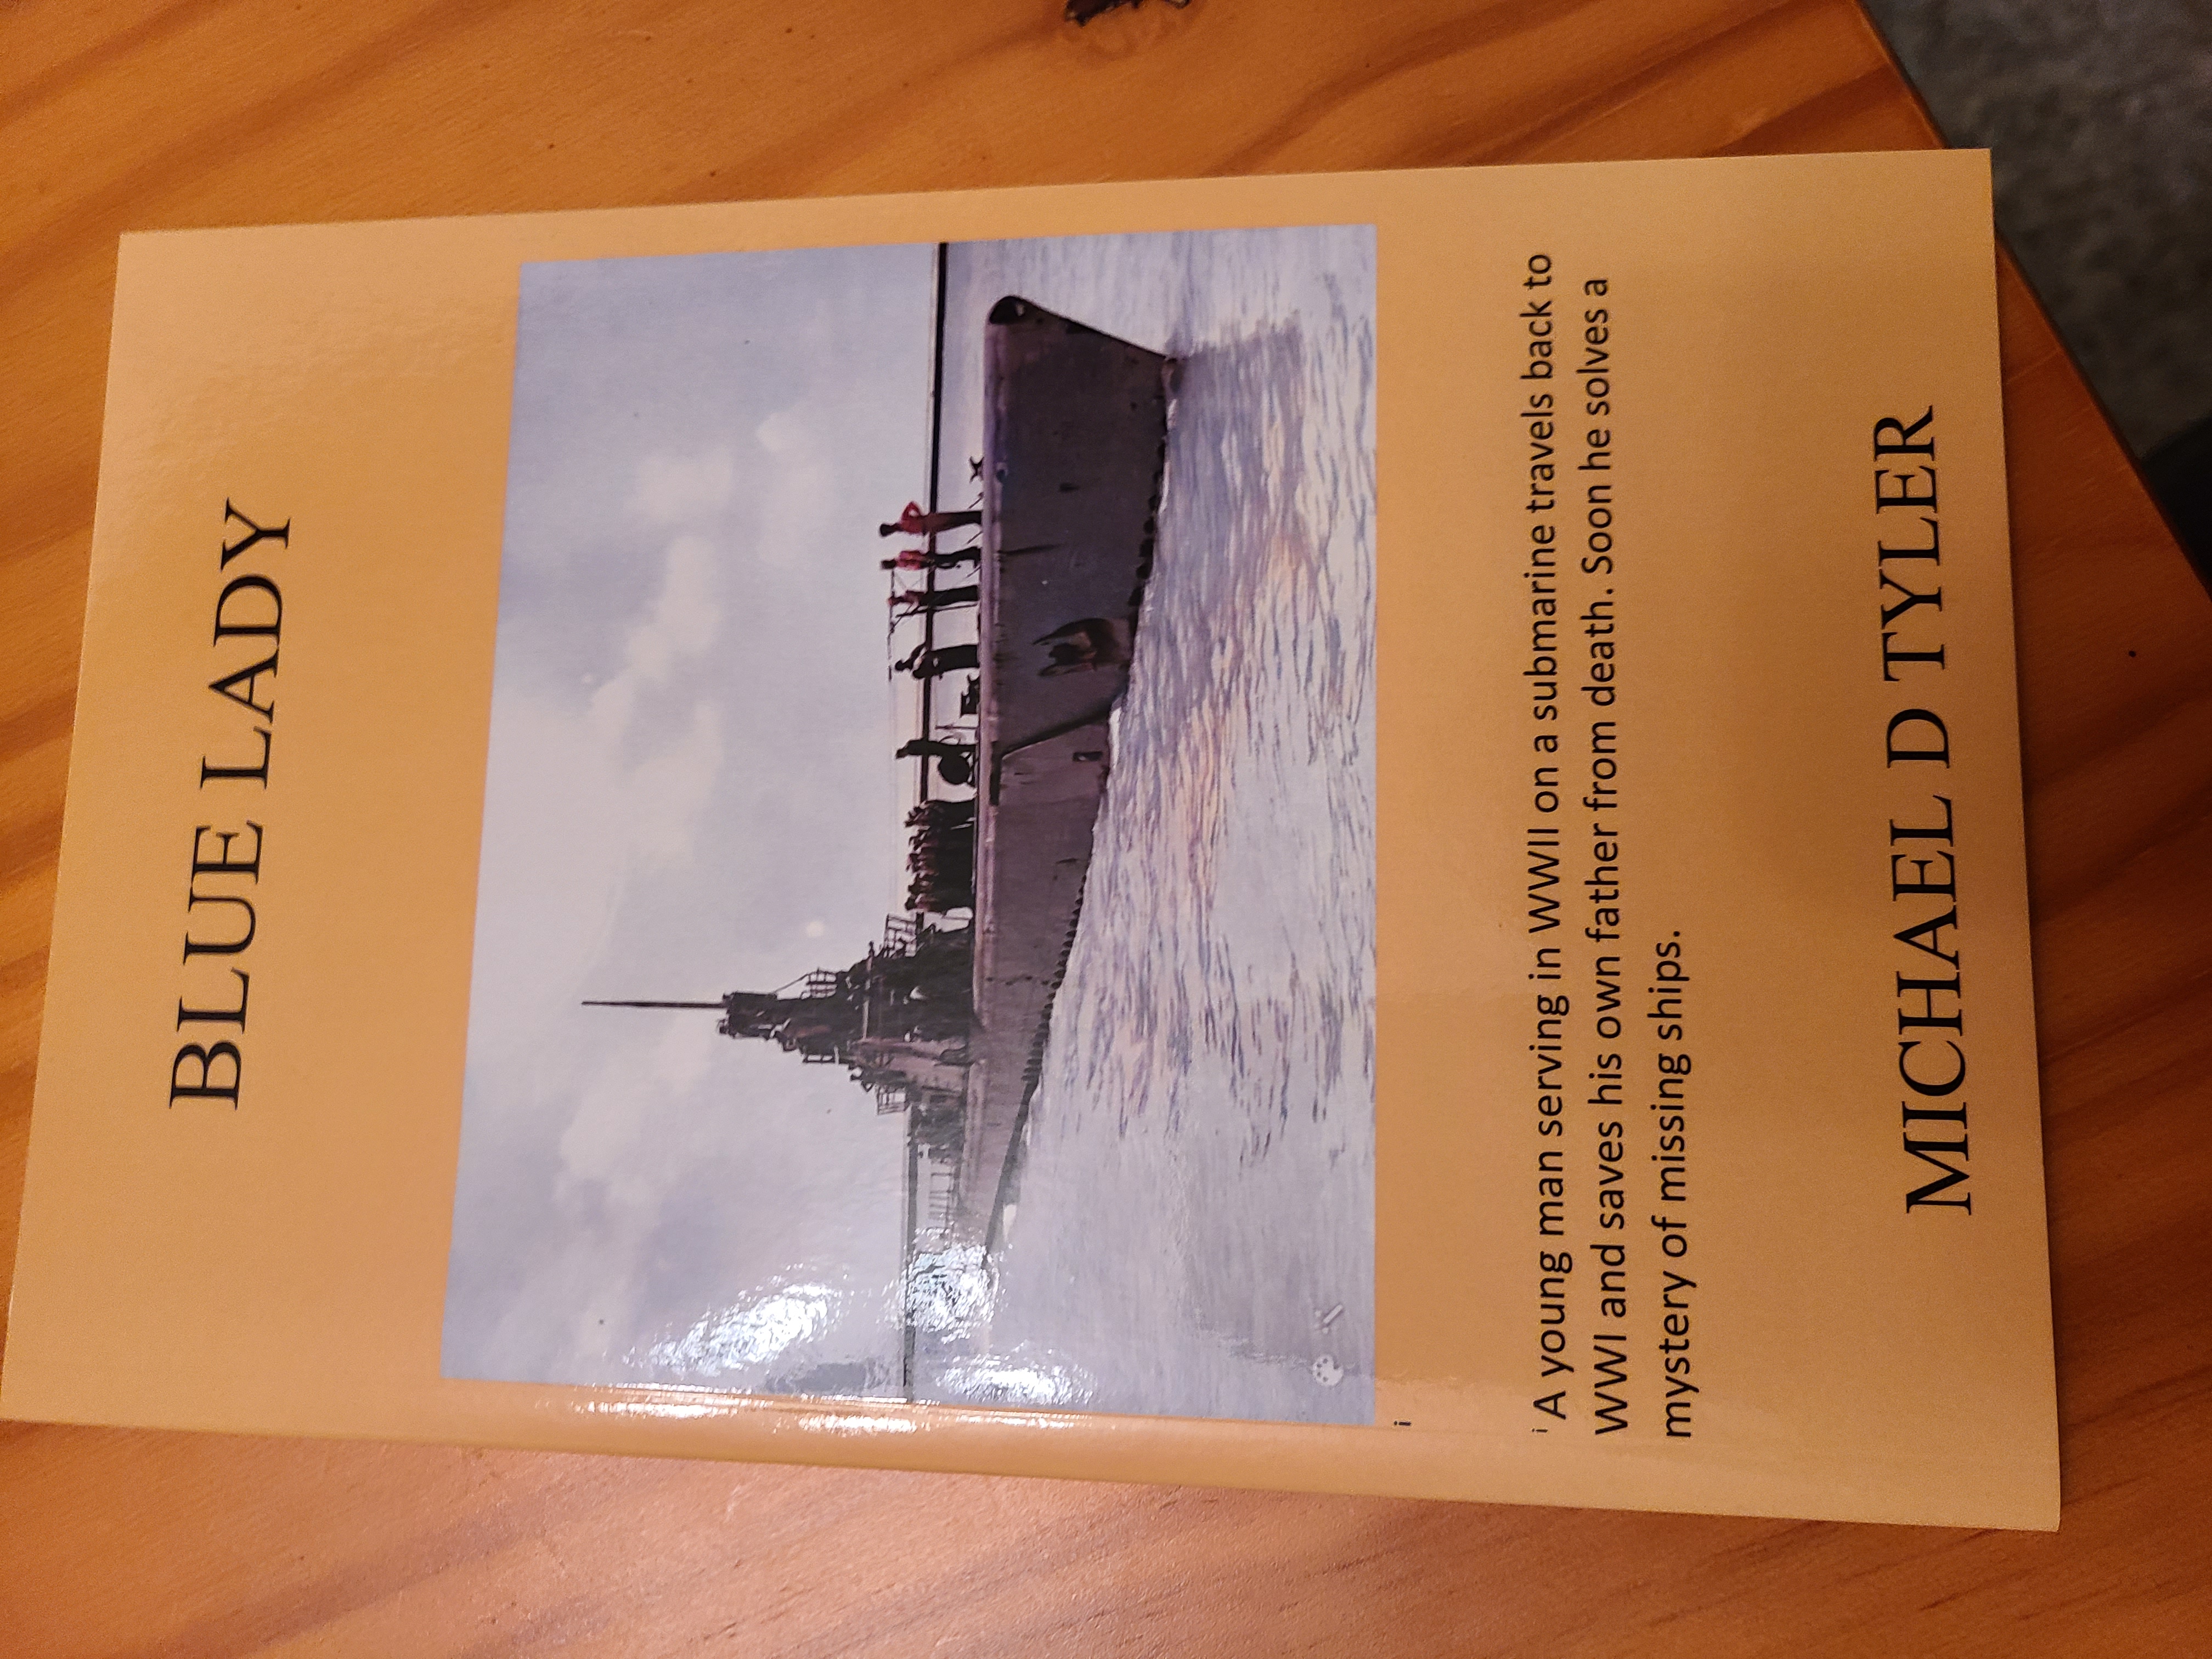 BLUE LADY
i
i A young man serving in WWII on a submarine travels back to
WWI and saves his own father from death. Soon he solves a
mystery of missing ships.
MICHAEL D TYLER